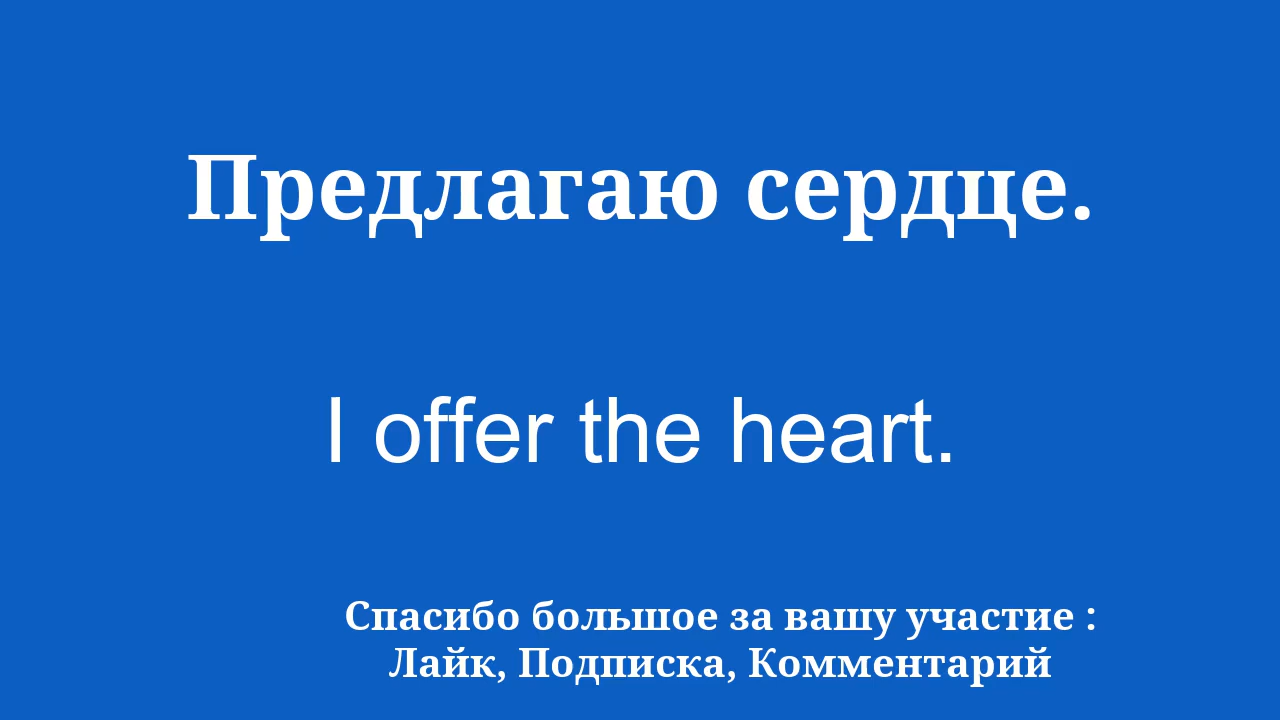 Предлагаю сердце.
I offer the heart.
Спасибо большое за вашу участие :
Лайк, Подписка, Комментарий